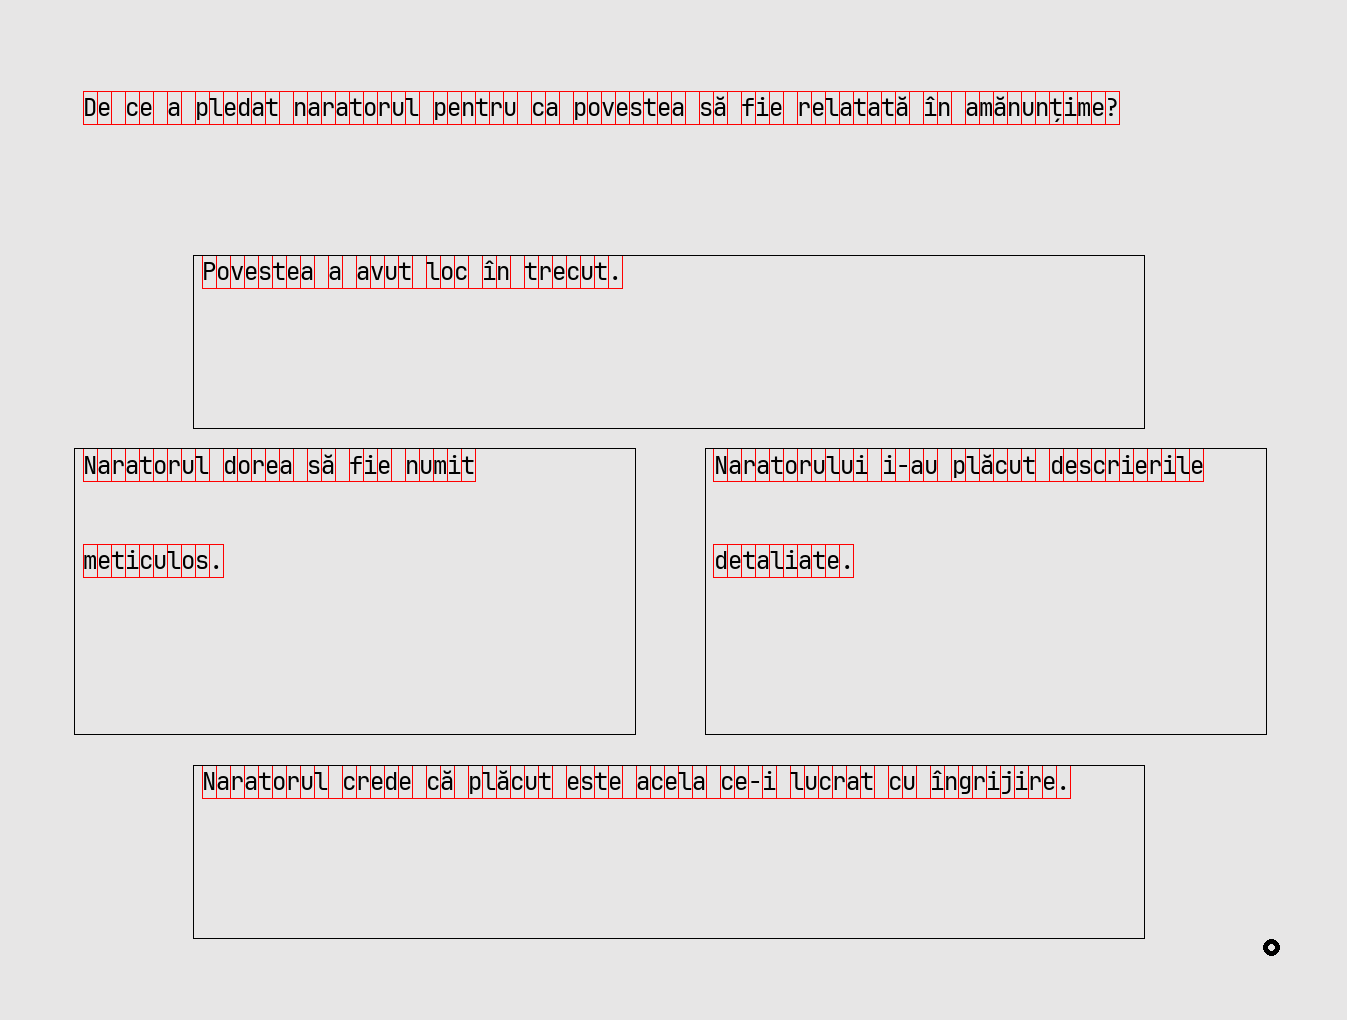 De ce a pledat naratorul pentru ca povestea să fie relatată în amănunțime?
Povestea a avut loc în trecut.
Naratorul dorea să fie numit
meticulos.
Naratorului i-au plăcut descrierile
detaliate.
Naratorul crede că plăcut este acela ce-i lucrat cu îngrijire.